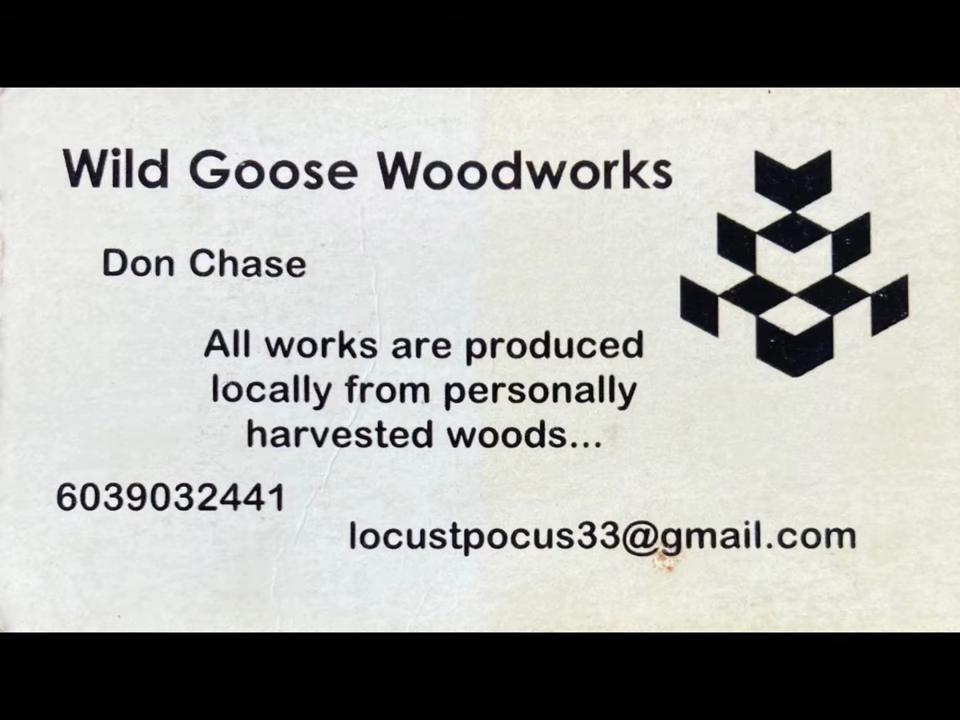 Wild Goose Woodworks
Don Chase
All works are produced
locally from personally
harvested woods...
6039032441
locustpocus33@gmail.com